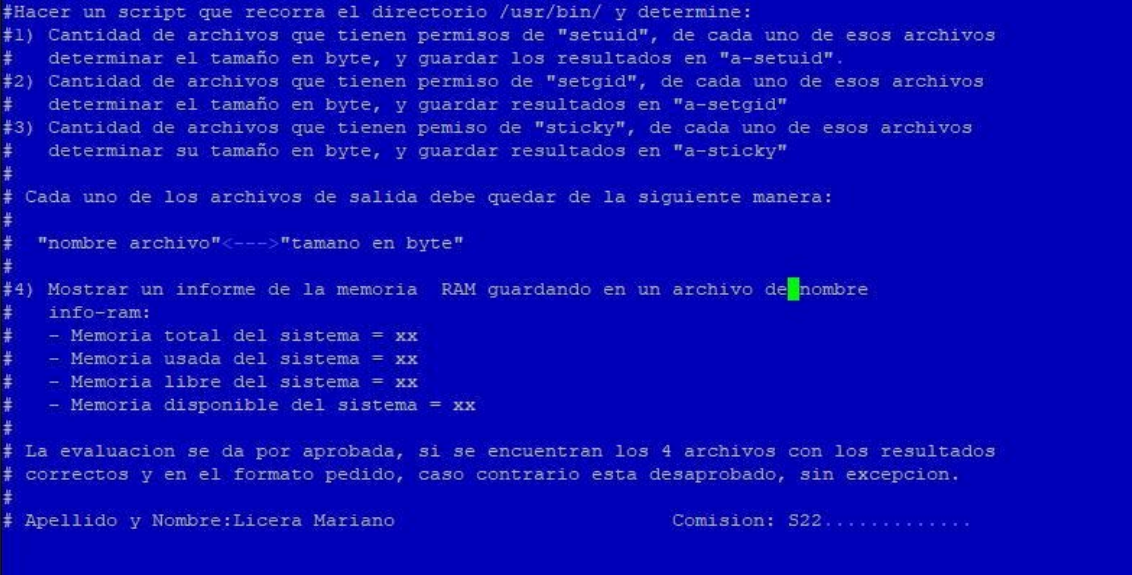 #Hacer un script que recorra el directorio /usr/bin/ y determine:
#1) Cantidad de archivos que tienen permisos de "setuid", de cada uno de esos archivos
#   determinar el tamaño en byte, y guardar los resultados en "a-setuid".
#2) Cantidad de archivos que tienen permiso de "setgid", de cada uno de esos archivos
#   determinar el tamaño en byte, y guardar resultados en "a-setgid"
#3) Cantidad de archivos que tienen pemiso de "sticky", de cada uno de esos archivos
#   determinar su tamaño en byte, y guardar resultados en "a-sticky"
#
# Cada uno de los archivos de salida debe quedar de la siguiente manera:
#
#  "nombre archivo"<--->"tamano en byte"
#
#4) Mostrar un informe de la memoria  RAM guardando en un archivo de nombre
#   info-ram:
#   - Memoria total del sistema = xx
#   - Memoria usada del sistema = xx
#   - Memoria libre del sistema = xx
#   - Memoria disponible del sistema = xx
#
# La evaluacion se da por aprobada, si se encuentran los 4 archivos con los resultados
# correctos y en el formato pedido, caso contrario esta desaprobado, sin excepcion.
#
# Apellido y Nombre:Licera Mariano                        Comision: S22.............